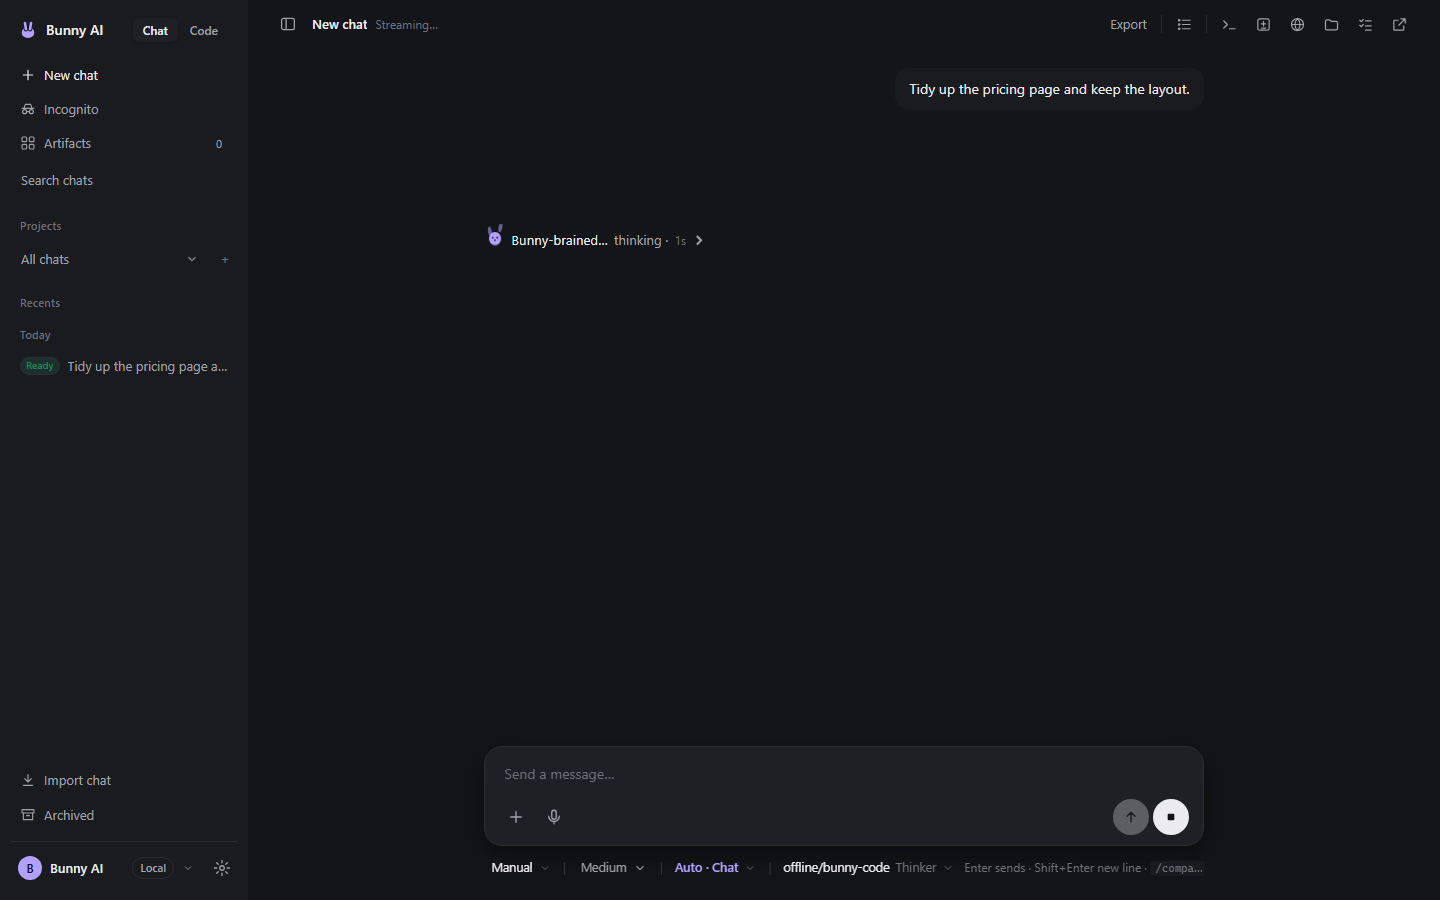 Bunny AI
Chat
Code
New chat
Incognito
Artifacts
0
Search chats
Projects
All chats
+
Recents
Today
Ready
Tidy up the pricing page a...
Import chat
Archived
B
Bunny AI
Local
New chat
Streaming...
Export
Tidy up the pricing page and keep the layout.
Bunny-brained... thinking · 1s
Send a message...
Manual
Medium
Auto · Chat
offline/bunny-code Thinker
Enter sends · Shift+Enter new line · /compa...